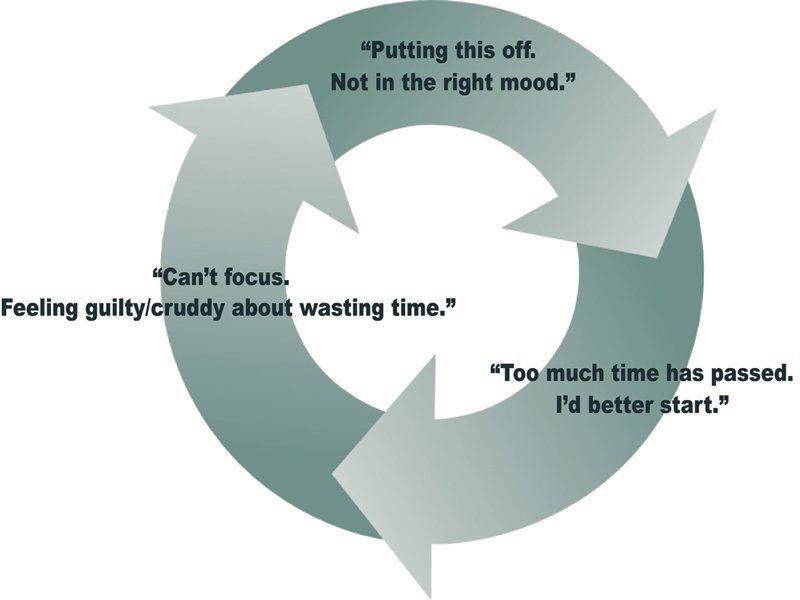 “Putting this off.
Not in the right mood.”
“Can’t focus.
Feeling guilty/cruddy about wasting time.”
“Too much time has passed.
I’d better start.”